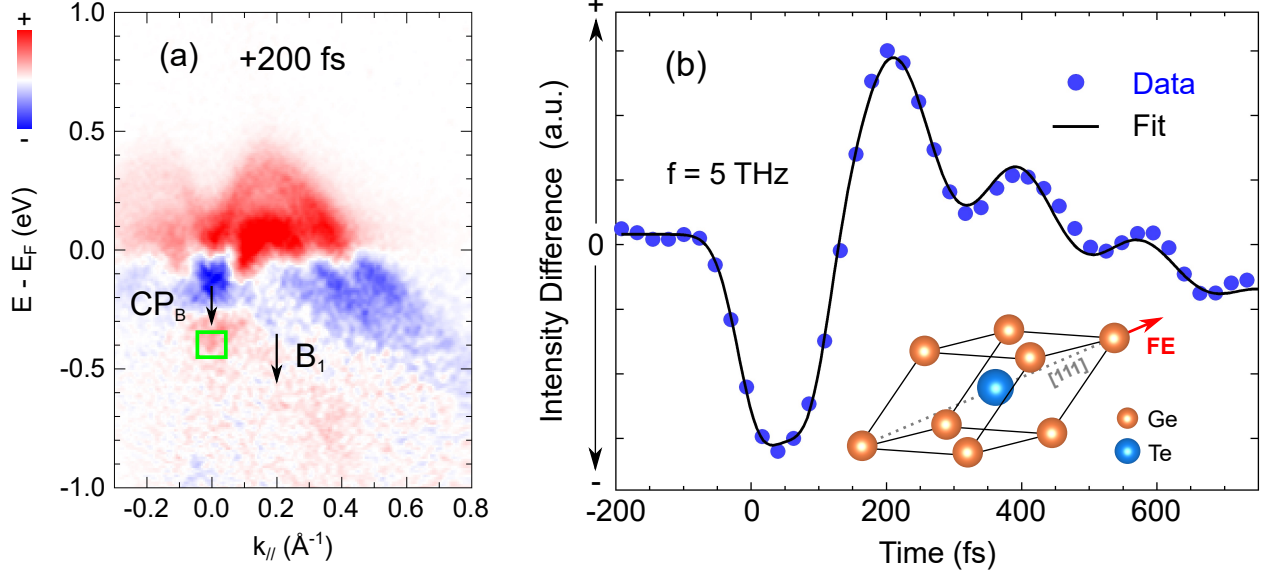 +
-
(a)
+200 fs
CP_B
B_1
E - E_F (eV)
1.0
0.5
0.0
-0.5
-1.0
-0.2
0.0
0.2
0.4
0.6
0.8
k_// (Å⁻¹)
+
0
-
Intensity Difference (a.u.)
(b)
Data
Fit
f = 5 THz
[111]
FE
Ge
Te
-200
0
200
400
600
Time (fs)